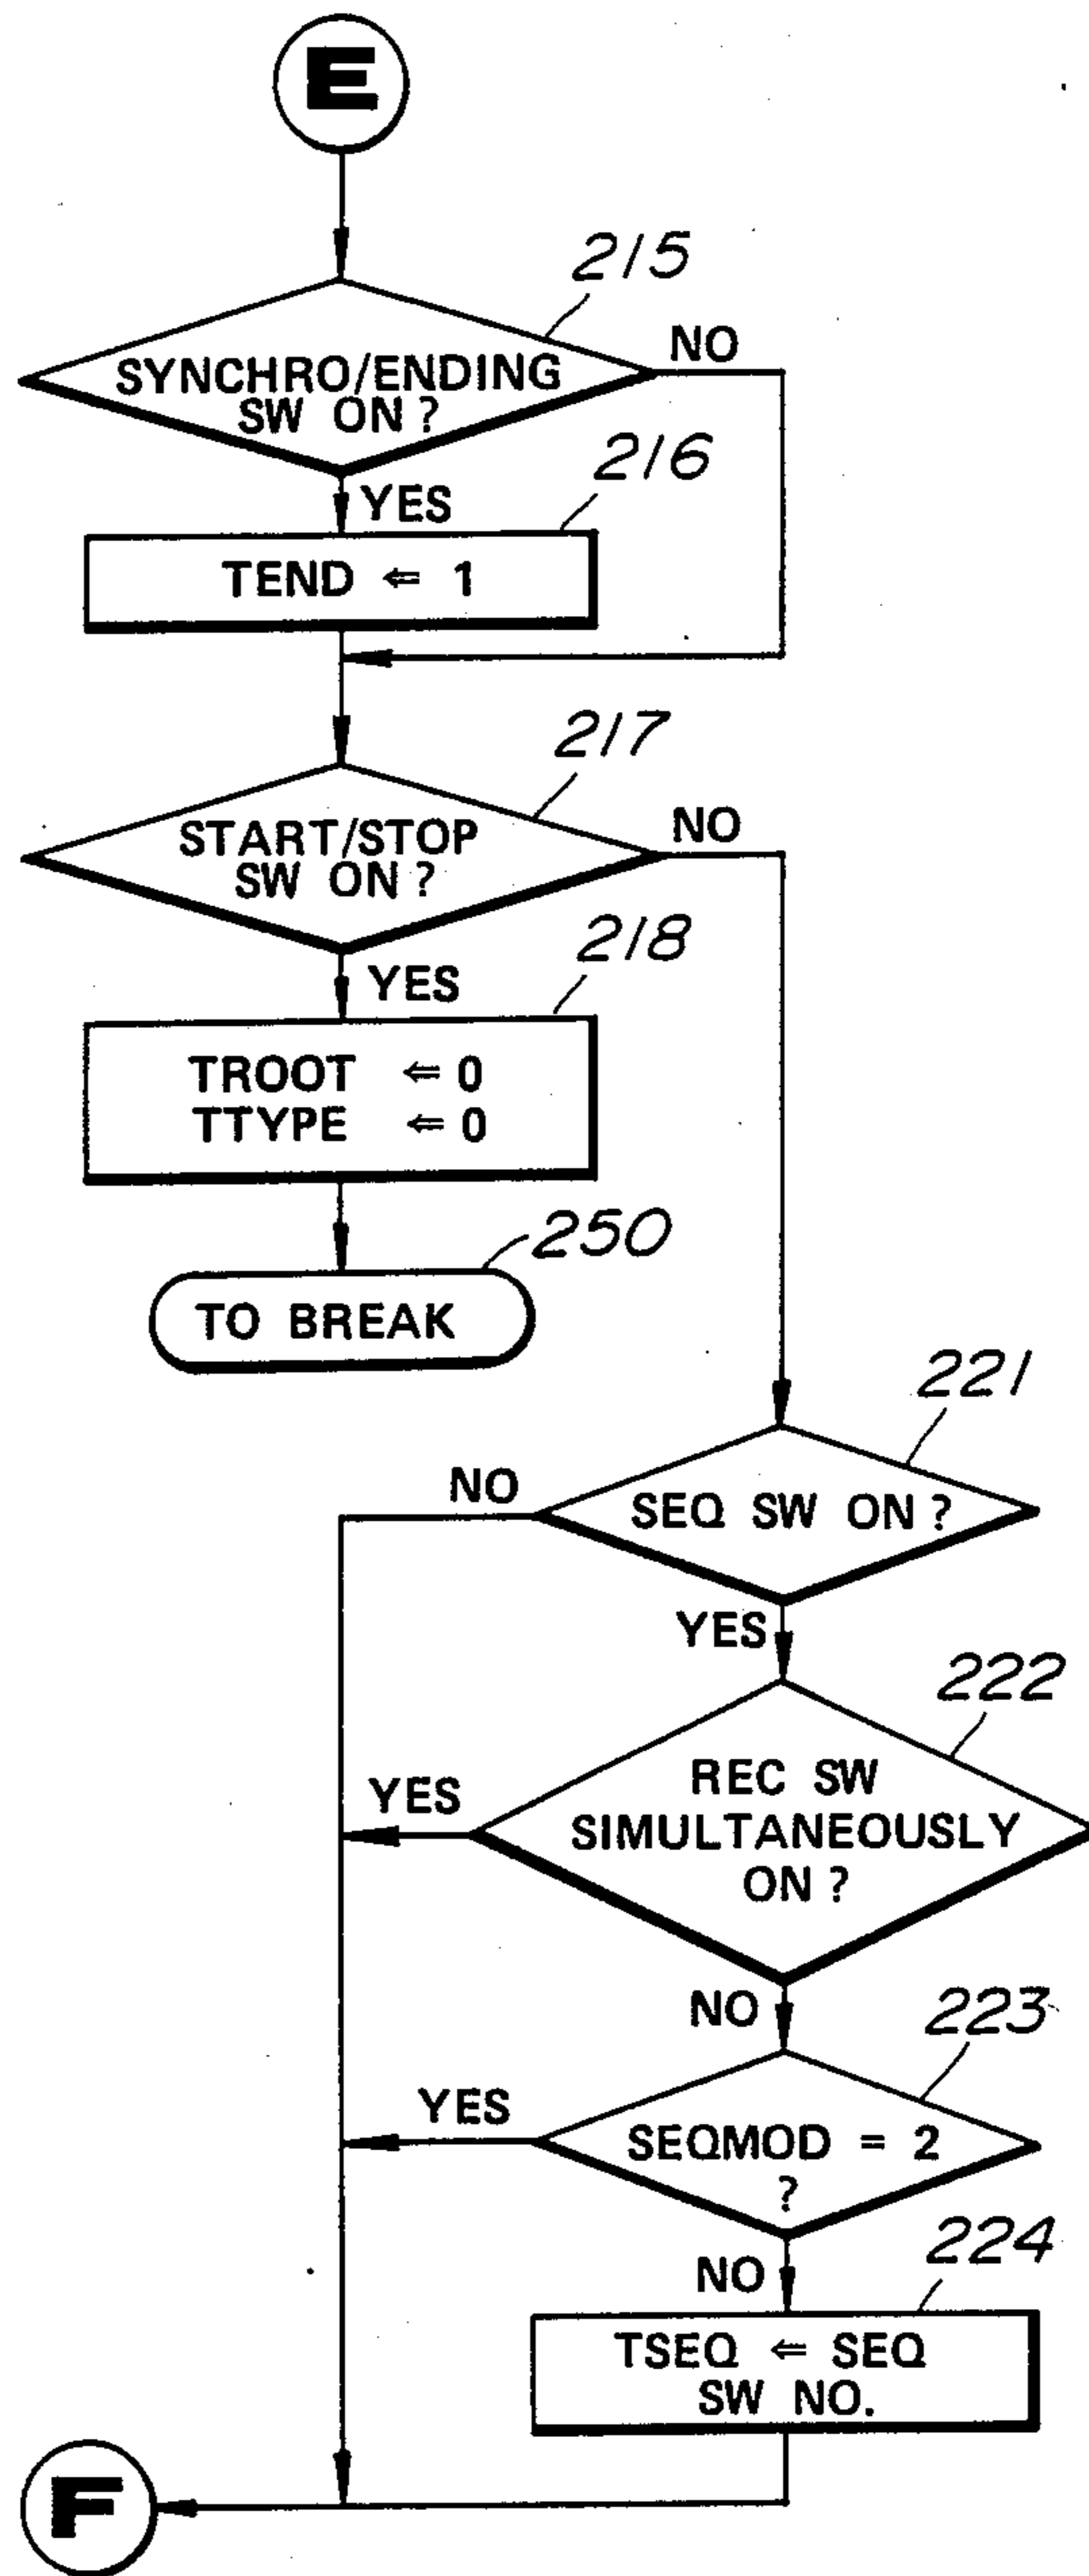 E
215
SYNCHRO/ENDING
SW ON ?
NO
216
YES
TEND ⇐ 1
217
START/STOP
SW ON ?
NO
218
YES
TROOT ⇐ 0
TTYPE ⇐ 0
250
TO BREAK
221
NO
SEQ SW ON ?
YES
222
REC SW
SIMULTANEOUSLY
ON ?
YES
NO
223
YES
SEQMOD = 2
?
224
NO
TSEQ ⇐ SEQ
SW NO.
F